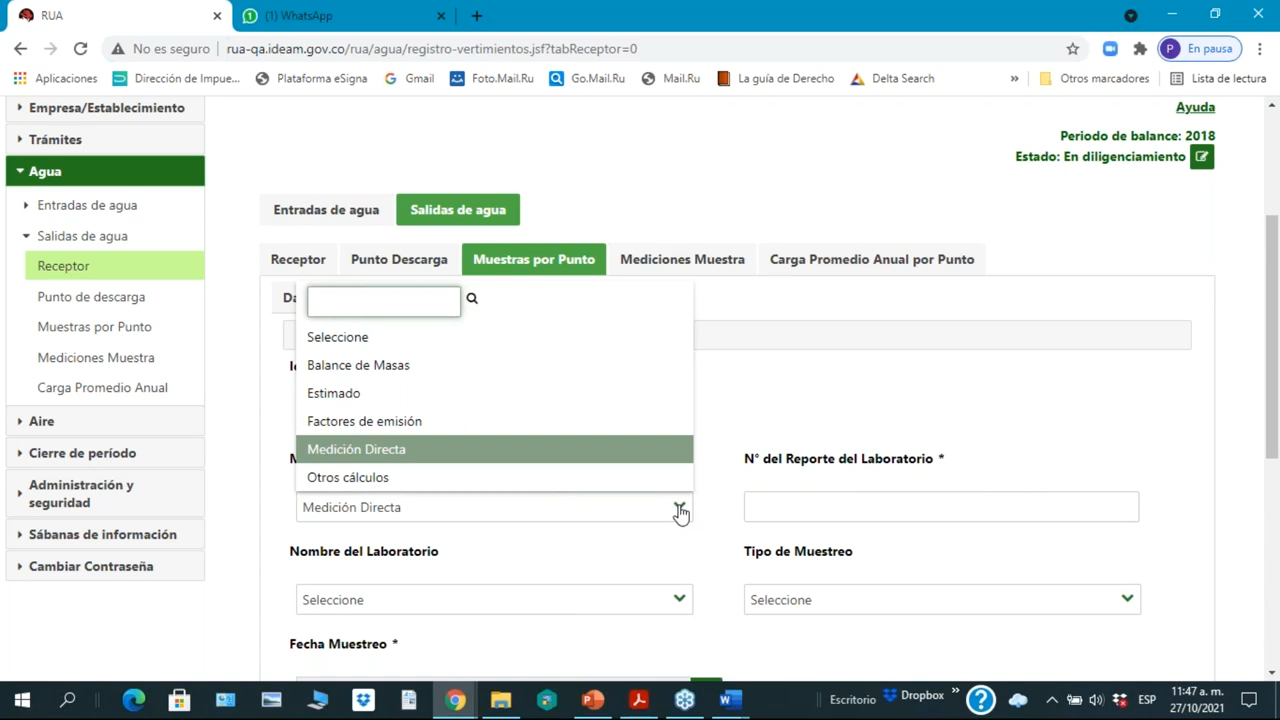 RUA
(1) WhatsApp
No es seguro
rua-qa.ideam.gov.co/rua/agua/registro-vertimientos.jsf?tabReceptor=0
P En pausa
Aplicaciones
Dirección de Impue...
Plataforma eSigna
Gmail
Foto.Mail.Ru
Go.Mail.Ru
Mail.Ru
La guía de Derecho
Delta Search
»
Otros marcadores
Lista de lectura
Empresa/Establecimiento
Trámites
Agua
Entradas de agua
Salidas de agua
Receptor
Punto de descarga
Muestras por Punto
Mediciones Muestra
Carga Promedio Anual
Aire
Cierre de período
Administración y
seguridad
Sábanas de información
Cambiar Contraseña
Ayuda
Periodo de balance: 2018
Estado: En diligenciamiento
Entradas de agua
Salidas de agua
Receptor
Punto Descarga
Muestras por Punto
Mediciones Muestra
Carga Promedio Anual por Punto
Seleccione
Balance de Masas
Estimado
Factores de emisión
Medición Directa
Otros cálculos
Medición Directa
N° del Reporte del Laboratorio *
Nombre del Laboratorio
Tipo de Muestreo
Seleccione
Seleccione
Fecha Muestreo *
Escritorio
Dropbox
»
ESP
11:47 a. m.
27/10/2021